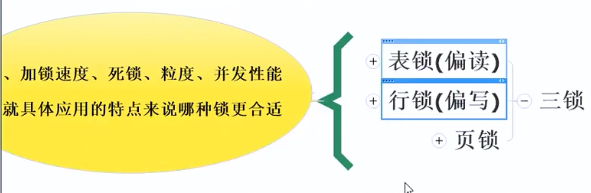 、加锁速度、死锁、粒度、并发性能
就具体应用的特点来说哪种锁更合适
表锁(偏读)
行锁(偏写)
三锁
页锁